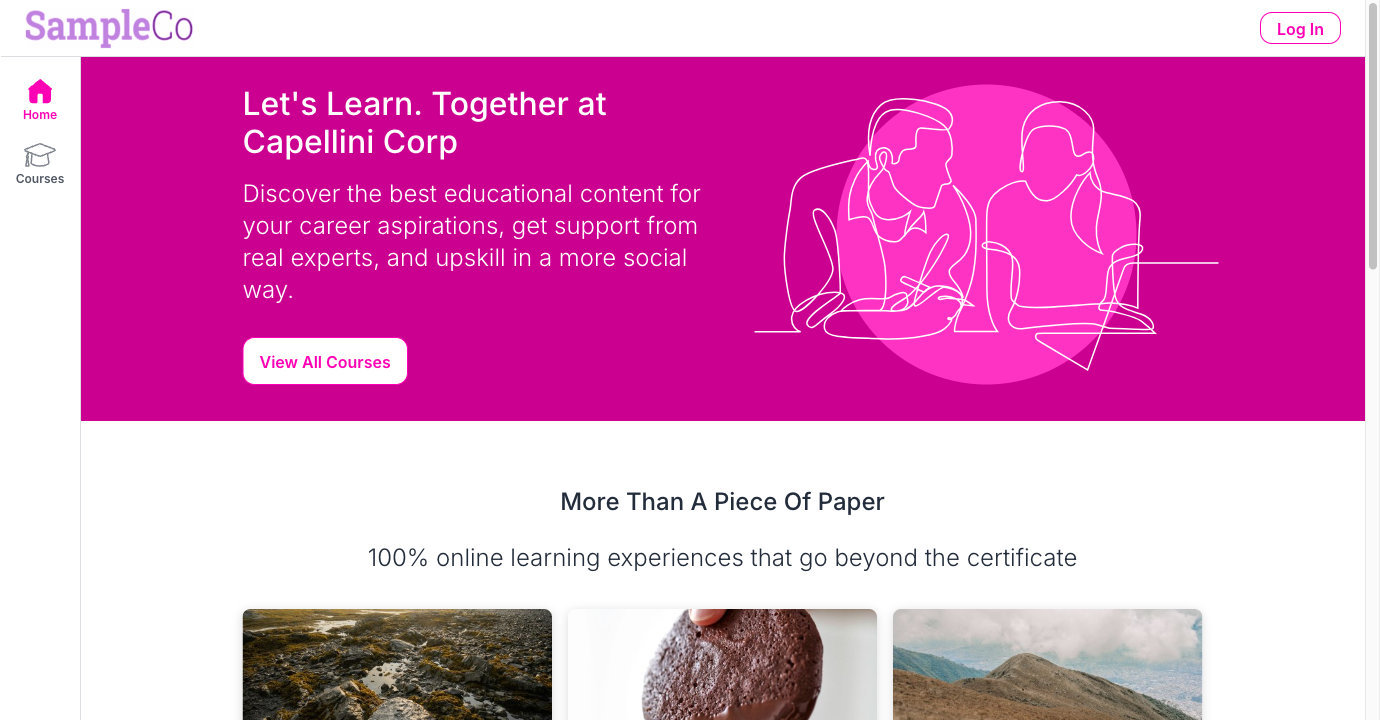 SampleCo
Log In
Home
Courses
Let's Learn. Together at
Capellini Corp
Discover the best educational content for
your career aspirations, get support from
real experts, and upskill in a more social
way.
View All Courses
More Than A Piece Of Paper
100% online learning experiences that go beyond the certificate